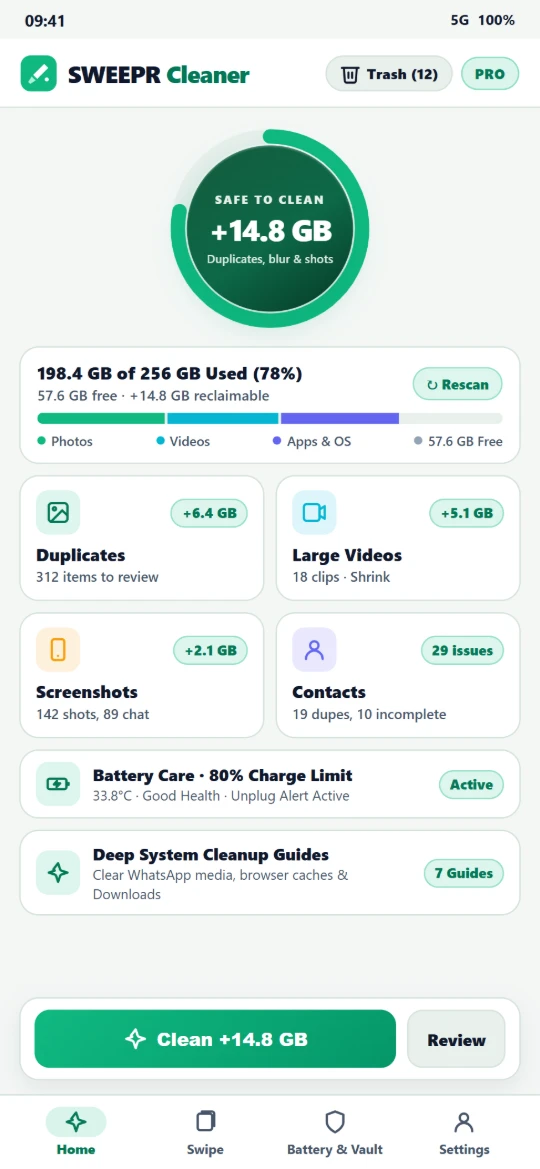 09:41
5G 100%
SWEEPR Cleaner
Trash (12)
PRO
SAFE TO CLEAN
+14.8 GB
Duplicates, blur & shots
198.4 GB of 256 GB Used (78%)
57.6 GB free · +14.8 GB reclaimable
↻ Rescan
Photos
Videos
Apps & OS
57.6 GB Free
+6.4 GB
Duplicates
312 items to review
+5.1 GB
Large Videos
18 clips · Shrink
+2.1 GB
Screenshots
142 shots, 89 chat
29 issues
Contacts
19 dupes, 10 incomplete
Battery Care · 80% Charge Limit
33.8°C · Good Health · Unplug Alert Active
Active
Deep System Cleanup Guides
Clear WhatsApp media, browser caches &
Downloads
7 Guides
Clean +14.8 GB
Review
Home
Swipe
Battery & Vault
Settings